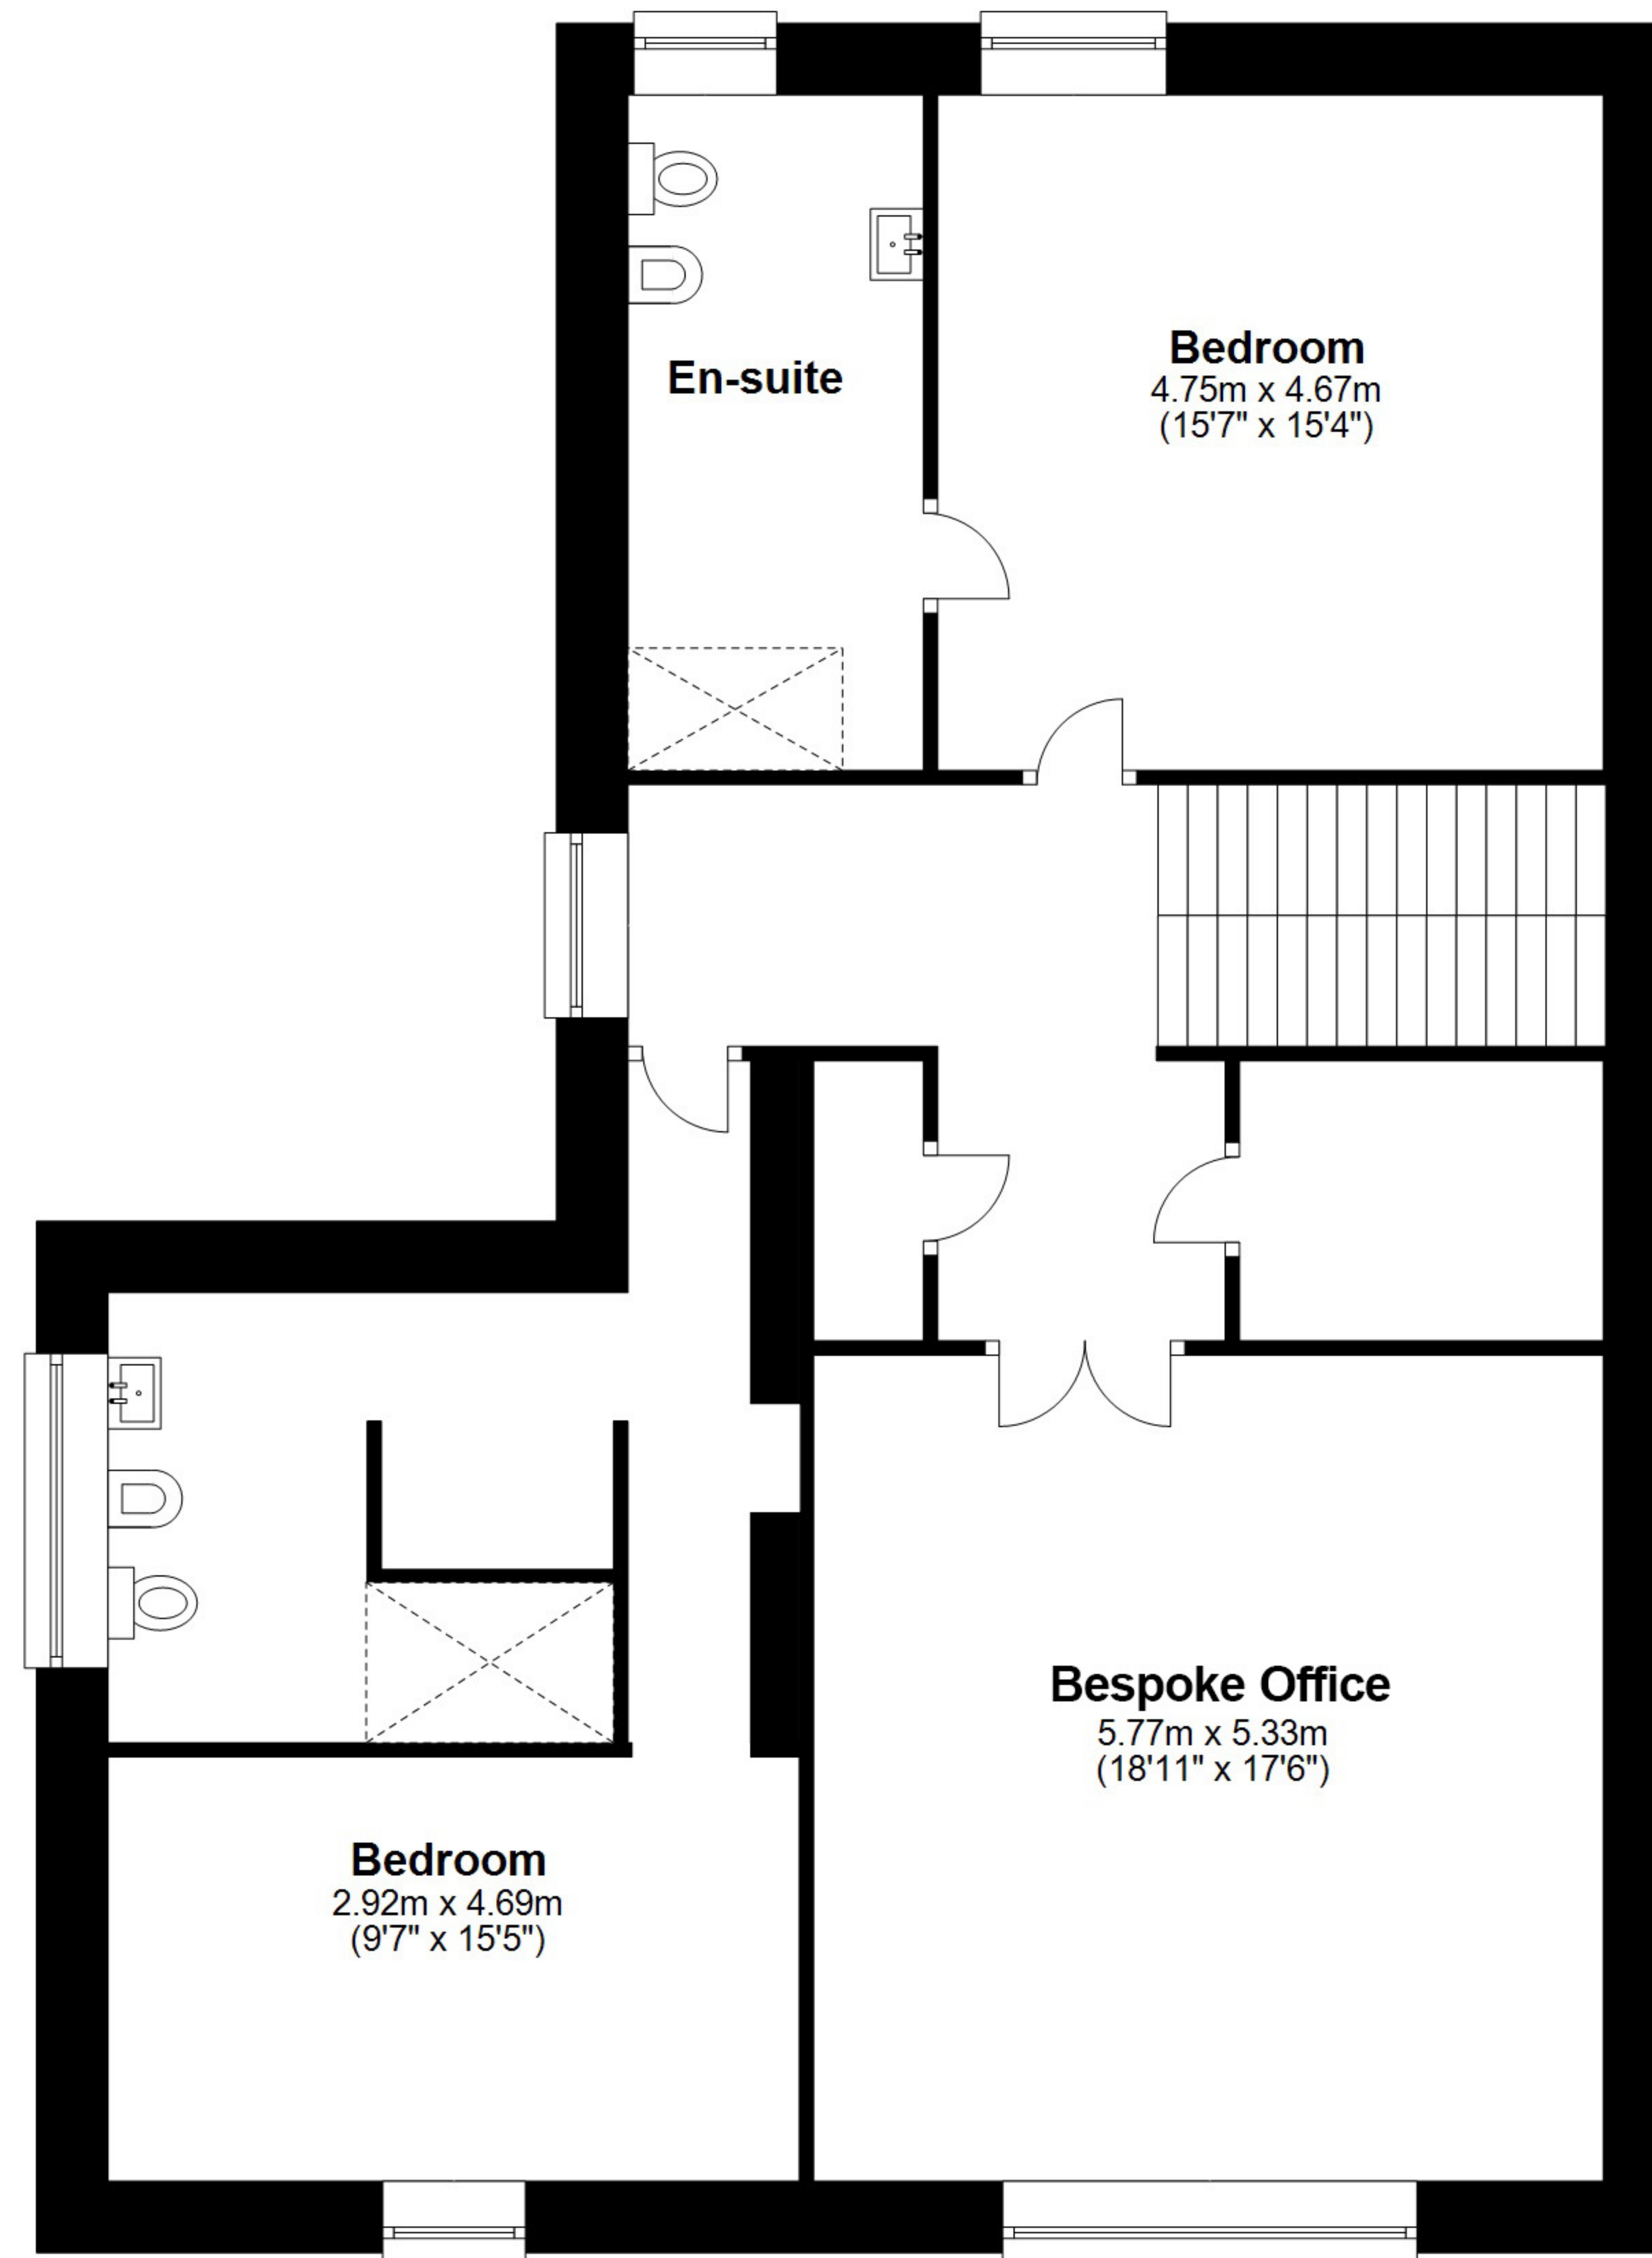 En-suite
Bedroom
4.75m x 4.67m
(15'7" x 15'4")
Bespoke Office
5.77m x 5.33m
(18'11" x 17'6")
Bedroom
2.92m x 4.69m
(9'7" x 15'5")